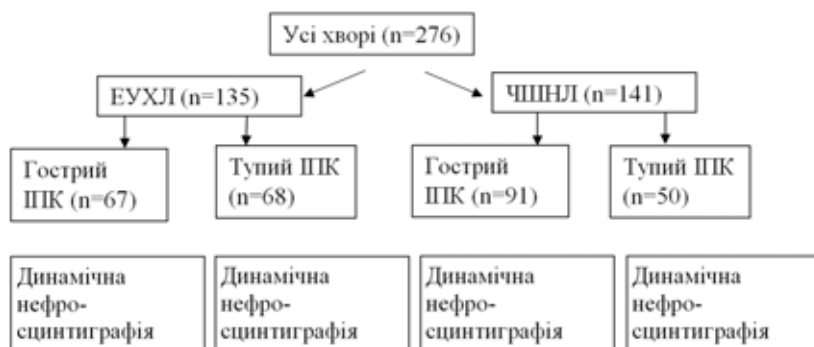 Усі хворі (n=276)
ЕУХЛ (n=135)
ЧШНЛ (n=141)
Гострий
ІПК (n=67)
Тупий ІПК
(n=68)
Гострий
ІПК (n=91)
Тупий ІПК
(n=50)
Динамічна
нефро-
сцинтиграфія
Динамічна
нефро-
сцинтиграфія
Динамічна
нефро-
сцинтиграфія
Динамічна
нефро-
сцинтиграфія